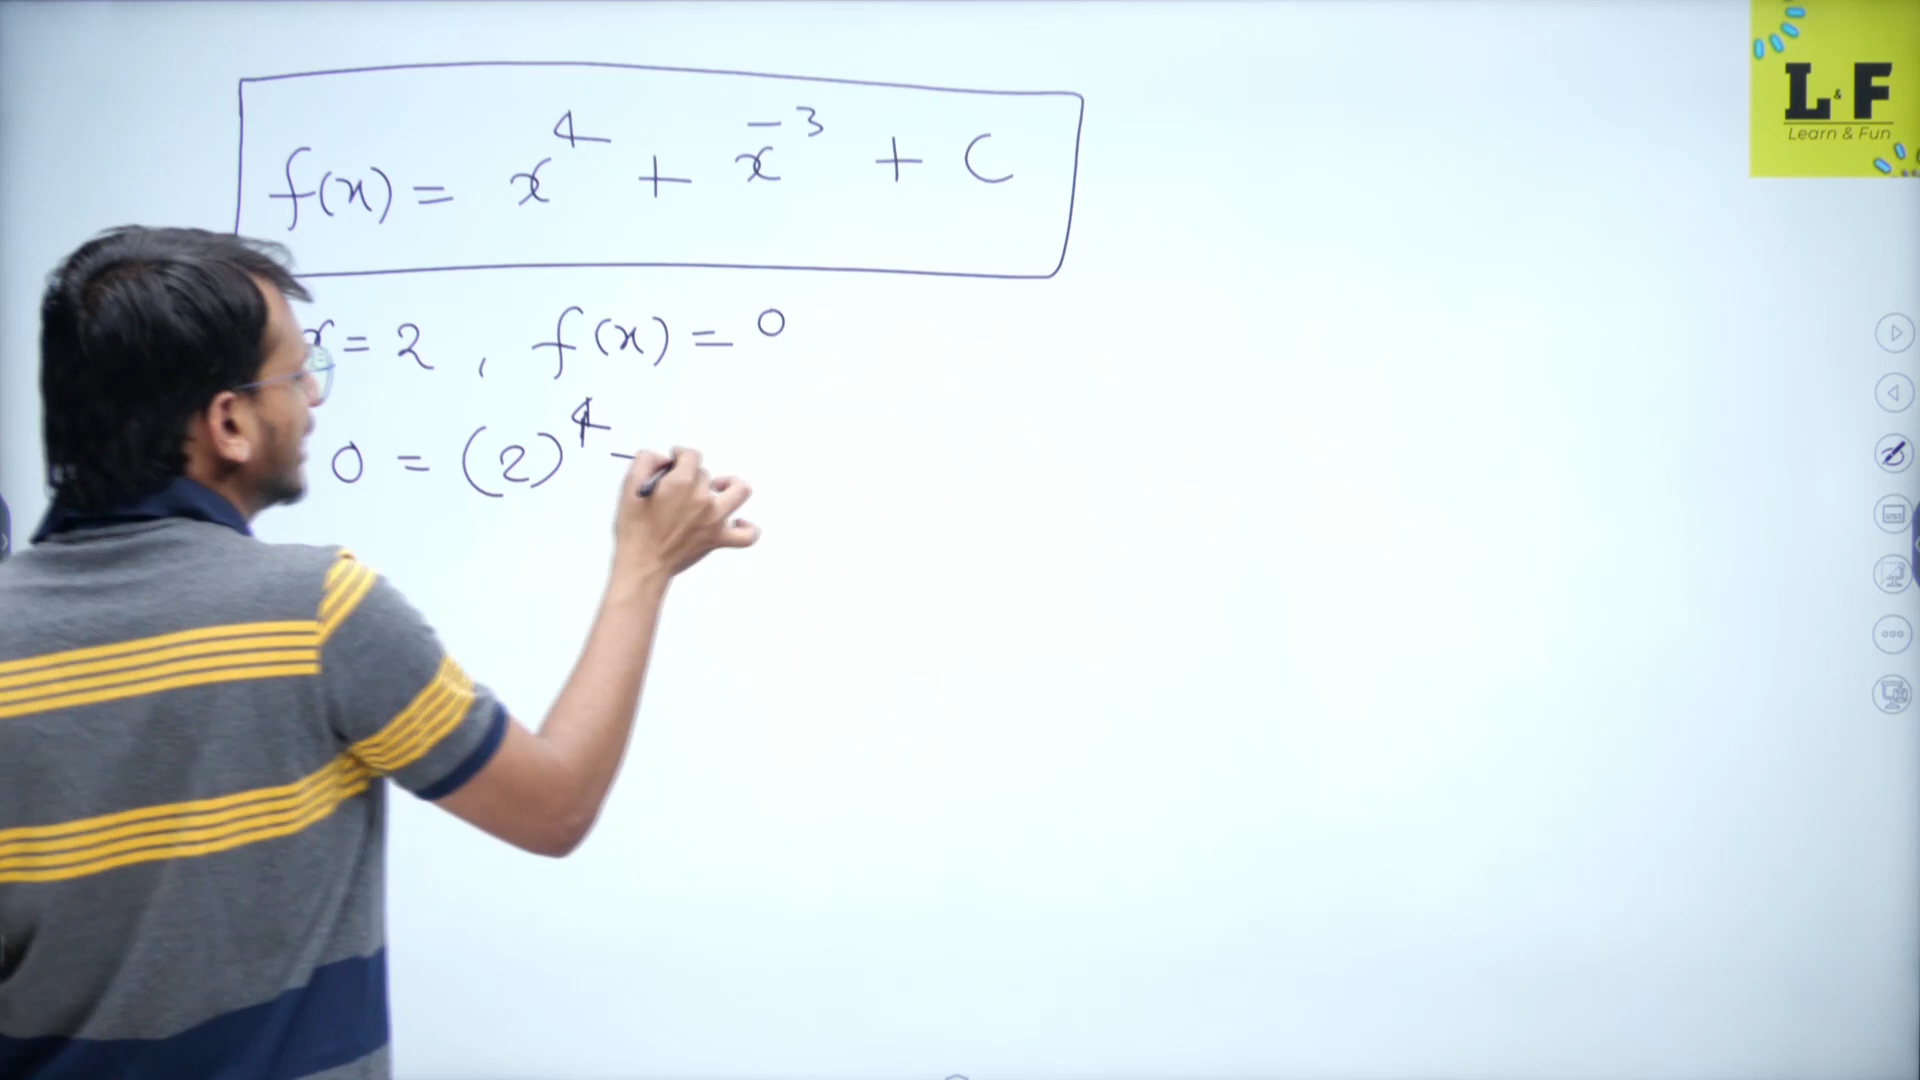 f(x) = x⁴ + x⁻³ + C
x = 2 , f(x) = 0
0 = (2)⁴ -
L & F
Learn & Fun